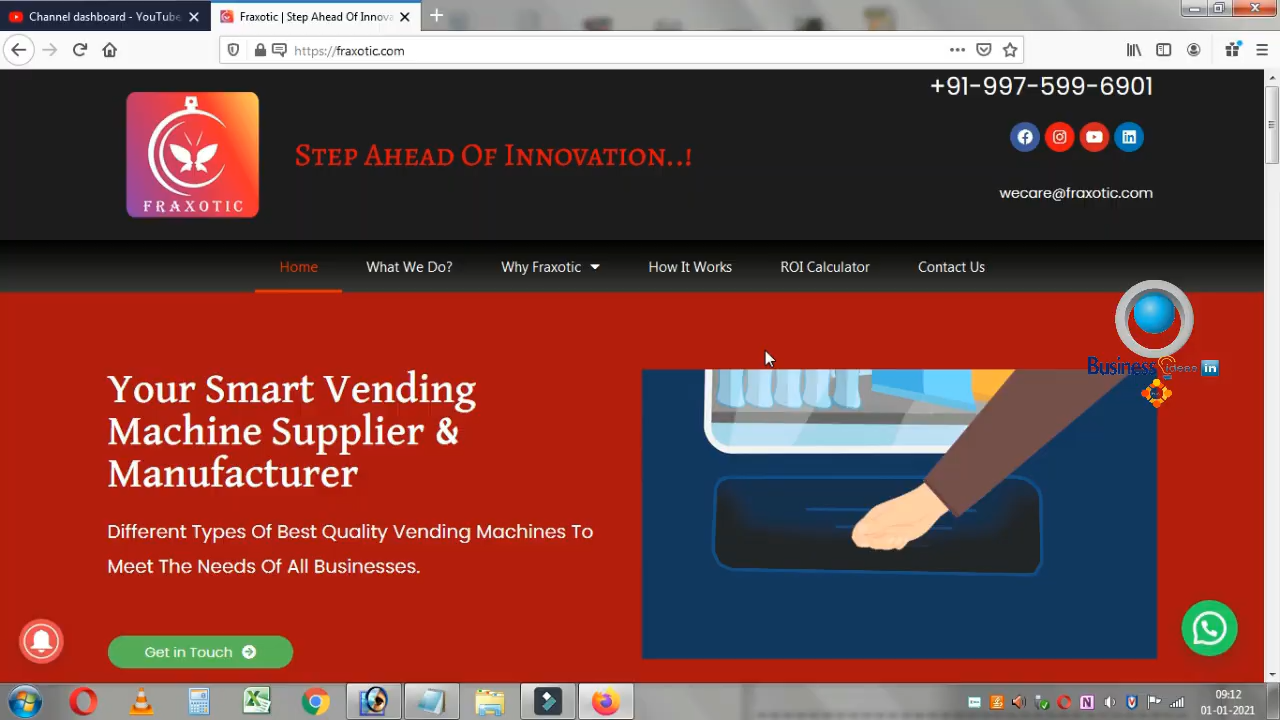 Channel dashboard - YouTube
Fraxotic | Step Ahead Of Innova
https://fraxotic.com
+91-997-599-6901
FRAXOTIC
Step Ahead Of Innovation..!
wecare@fraxotic.com
Home What We Do? Why Fraxotic How It Works ROI Calculator Contact Us
Business ideas in
Your Smart Vending
Machine Supplier &
Manufacturer
Different Types Of Best Quality Vending Machines To
Meet The Needs Of All Businesses.
Get in Touch
09:12
01-01-2021